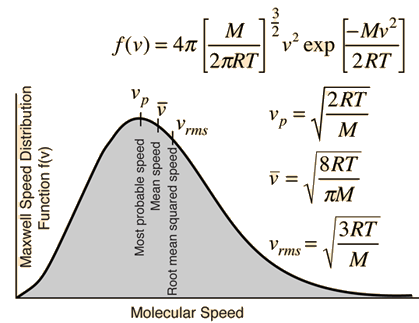 f(v) = 4π [M / 2πRT]^{3/2} v² exp [−Mv² / 2RT]
v_p
v̄
v_rms
v_p = √(2RT / M)
v̄ = √(8RT / πM)
v_rms = √(3RT / M)
Maxwell Speed Distribution
Function f(v)
Most probable speed
Mean speed
Root mean squared speed
Molecular Speed